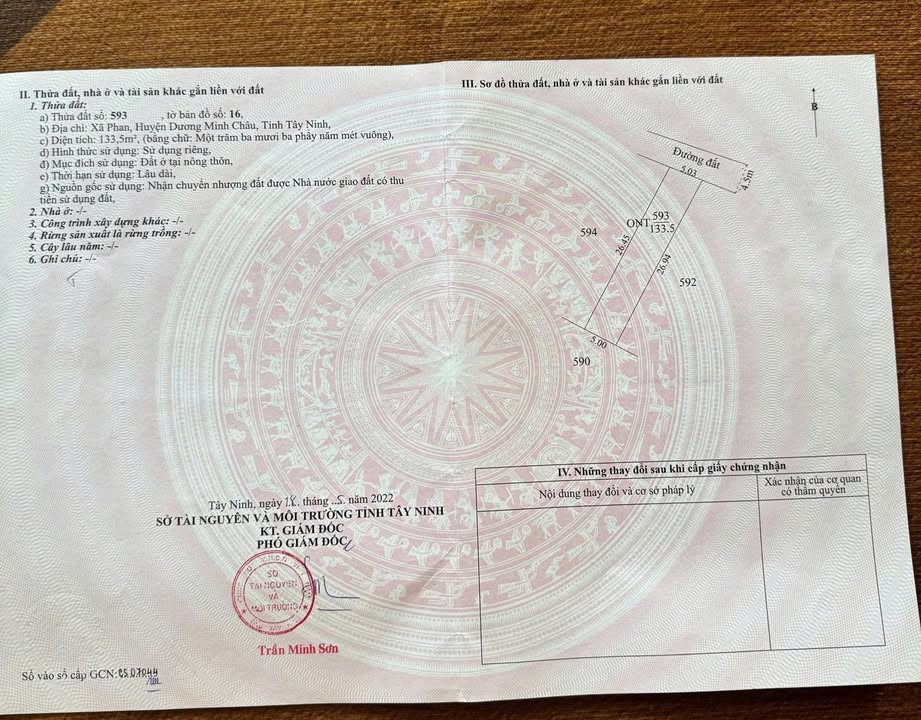 II. Thửa đất, nhà ở và tài sản khác gắn liền với đất
1. Thửa đất:
a) Thửa đất số: 593 , tờ bản đồ số: 16,
b) Địa chỉ: Xã Phan, Huyện Dương Minh Châu, Tỉnh Tây Ninh,
c) Diện tích: 133,5m², (bằng chữ: Một trăm ba mươi ba phẩy năm mét vuông),
d) Hình thức sử dụng: Sử dụng riêng,
đ) Mục đích sử dụng: Đất ở tại nông thôn,
e) Thời hạn sử dụng: Lâu dài,
g) Nguồn gốc sử dụng: Nhận chuyển nhượng đất được Nhà nước giao đất có thu
tiền sử dụng đất,
2. Nhà ở: -/-
3. Công trình xây dựng khác: -/-
4. Rừng sản xuất là rừng trồng: -/-
5. Cây lâu năm: -/-
6. Ghi chú: -/-
Tây Ninh, ngày tháng 5 năm 2022
SỞ TÀI NGUYÊN VÀ MÔI TRƯỜNG TỈNH TÂY NINH
KT. GIÁM ĐỐC
PHÓ GIÁM ĐỐC
SỞ
TÀI NGUYÊN
VÀ
MÔI TRƯỜNG
Trần Minh Sơn
Số vào sổ cấp GCN:
III. Sơ đồ thửa đất, nhà ở và tài sản khác gắn liền với đất
B
Đường đất
5.03
4.5m
594
ONT 593
133.5
26.45
26.94
592
5.00
590
IV. Những thay đổi sau khi cấp giấy chứng nhận
Nội dung thay đổi và cơ sở pháp lý
Xác nhận của cơ quan
có thẩm quyền